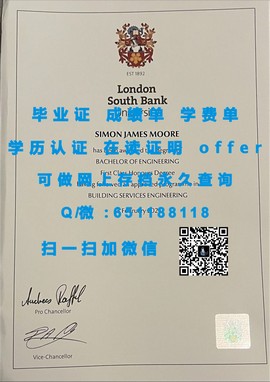 EST 1892
London
South Bank
University
毕业证 成绩单 学费单
SIMON JAMES MOORE
学历认证 在读证明 offer
BACHELOR OF ENGINEERING
First Class Honours Degree
可做网上存档永久查询
BUILDING SERVICES ENGINEERING
Q/微
扫一扫加微信
Pro Chancellor
Vice-Chancellor